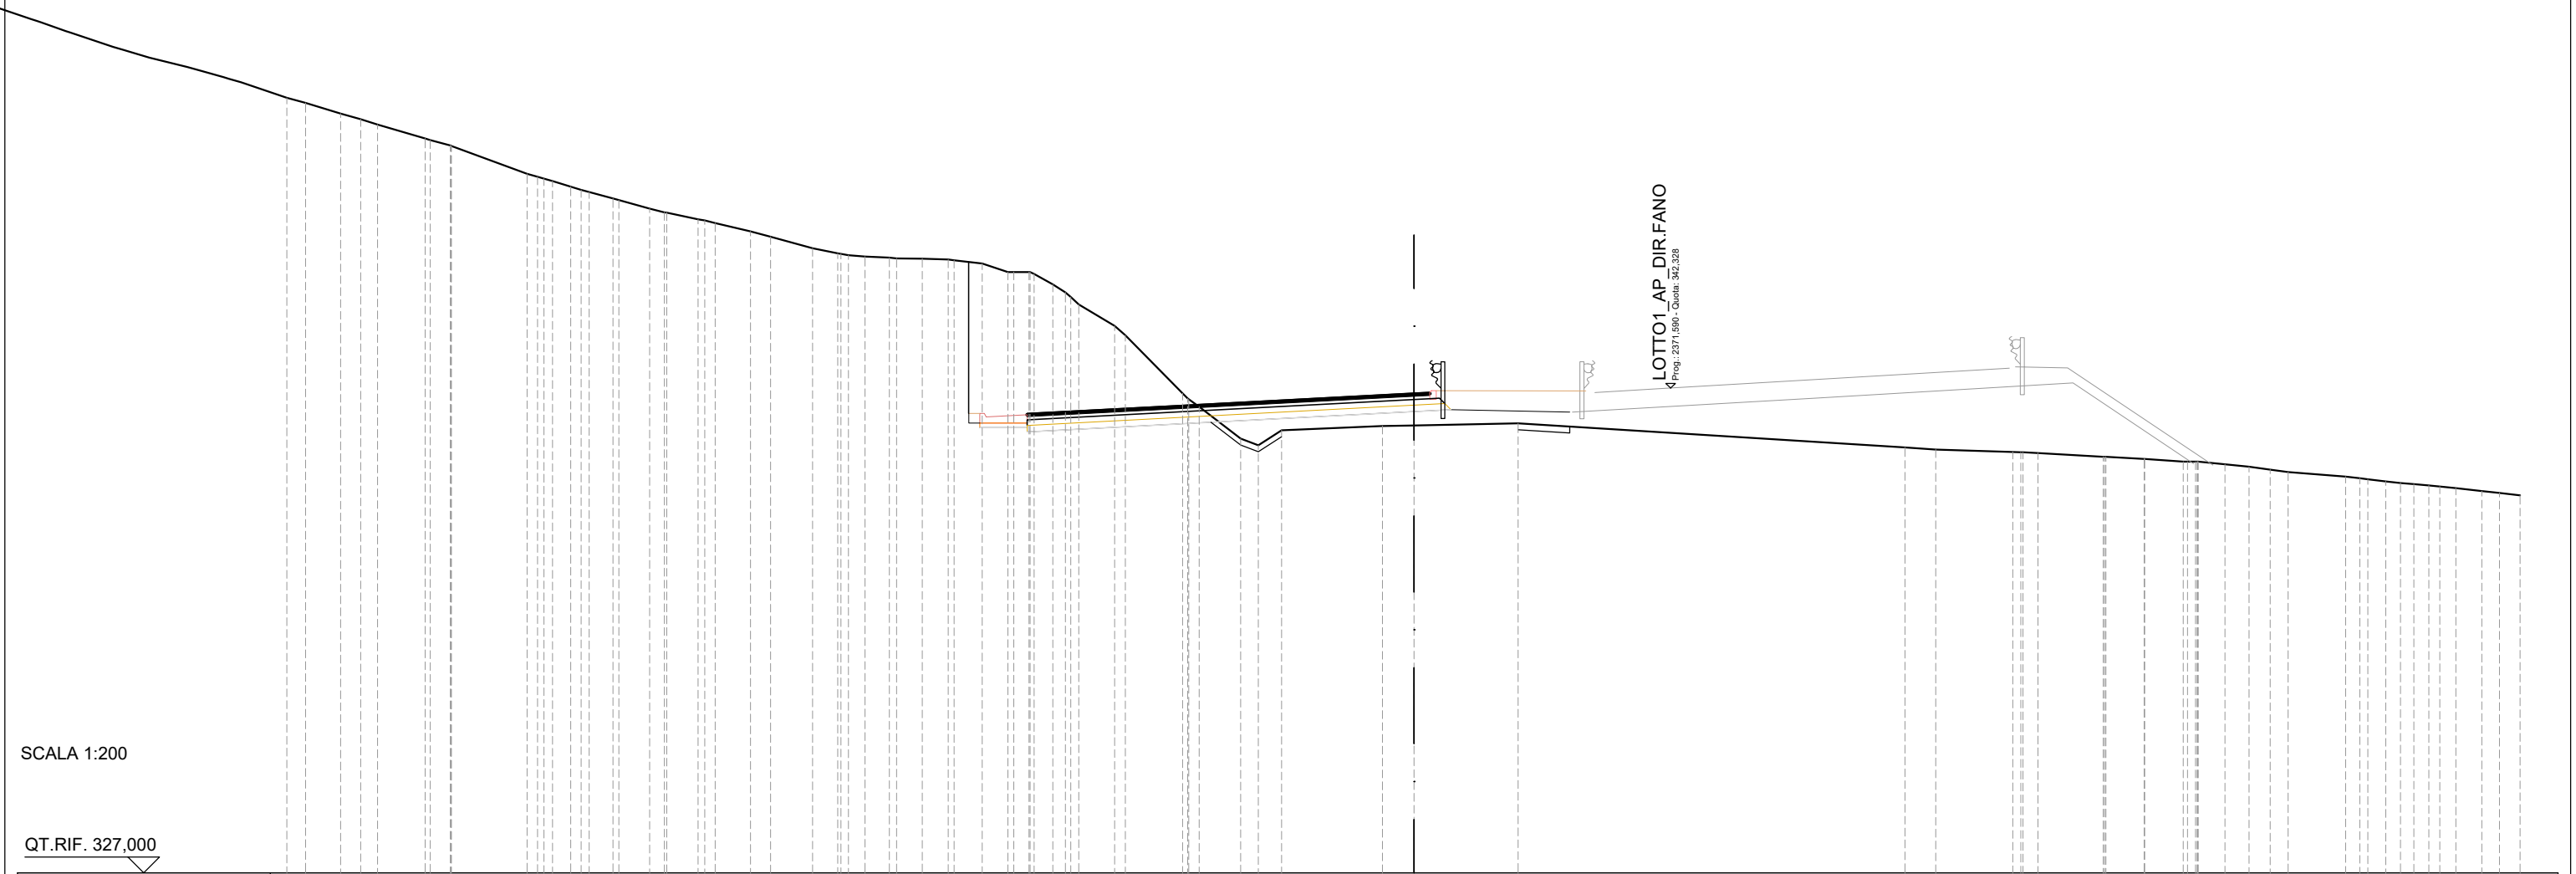 LOTTO1_AP_DIR.FANO
Prog.: 2371,590 - Quota: 342,328
SCALA 1:200
QT.RIF. 327,000